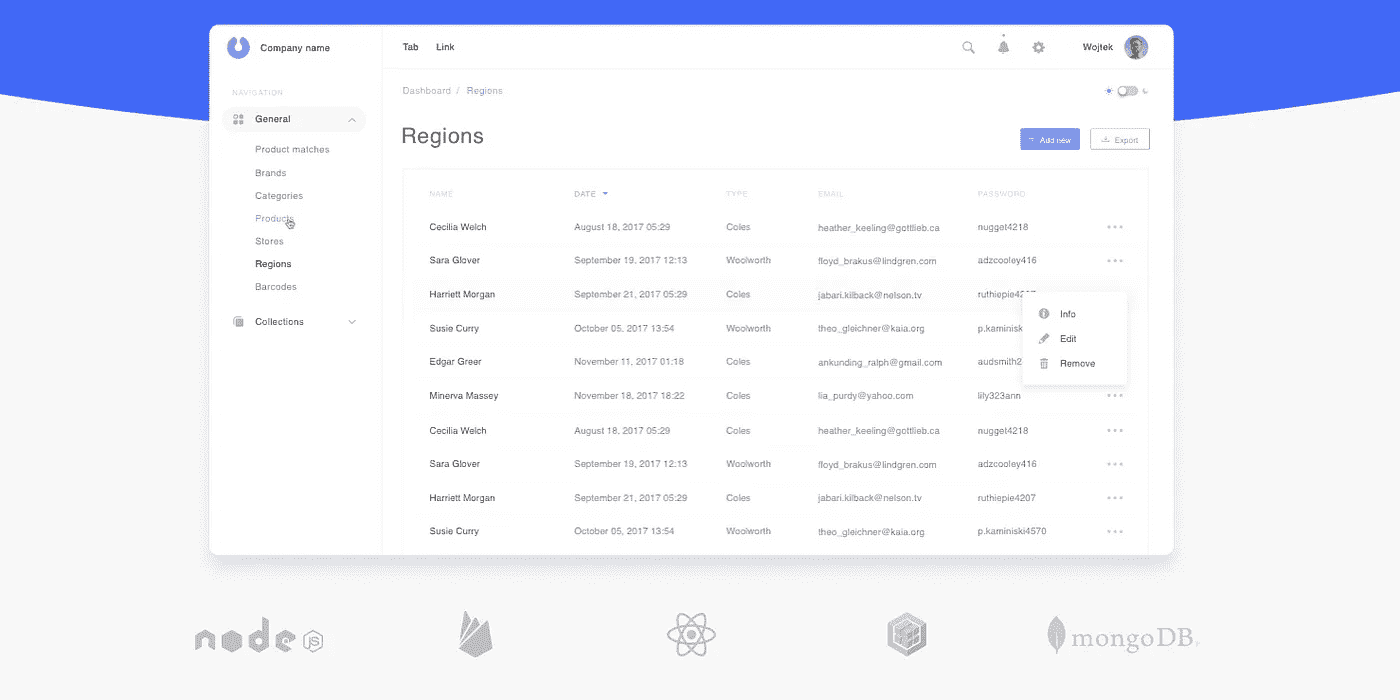 Company name
Tab Link
Wojtek
NAVIGATION
General
Product matches
Brands
Categories
Products
Stores
Regions
Barcodes
Collections
Dashboard / Regions
Regions
Add new
Export
NAME DATE TYPE EMAIL PASSWORD
Cecilia Welch August 18, 2017 05:29 Coles heather_keeling@gottlieb.ca nugget4218
Sara Glover September 19, 2017 12:13 Woolworth floyd_brakus@lindgren.com adzcooley416
Harriett Morgan September 21, 2017 05:29 Coles jabari.kilback@nelson.tv
Susie Curry October 05, 2017 13:54 Woolworth theo_gleichner@kaia.org p.kaminisk
Edgar Greer November 11, 2017 01:18 Coles ankunding_ralph@gmail.com audsmith2
Minerva Massey November 18, 2017 18:22 Coles lia_purdy@yahoo.com lily323ann
Cecilia Welch August 18, 2017 05:29 Coles heather_keeling@gottlieb.ca nugget4218
Sara Glover September 19, 2017 12:13 Woolworth floyd_brakus@lindgren.com adzcooley416
Harriett Morgan September 21, 2017 05:29 Coles jabari.kilback@nelson.tv ruthiepie4207
Susie Curry October 05, 2017 13:54 Woolworth theo_gleichner@kaia.org p.kaminiski4570
Info
Edit
Remove
node JS
mongoDB